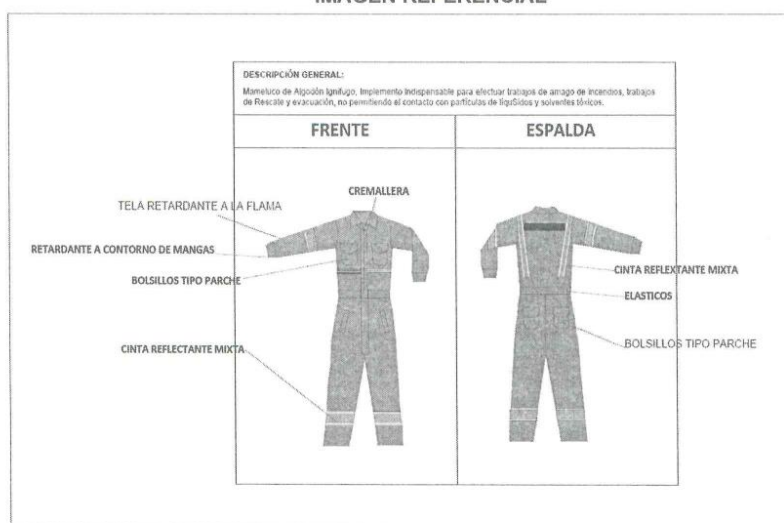 IMAGEN REFERENCIAL
DESCRIPCIÓN GENERAL:
Mameluco de Algodón Ignifugo, Implemento Indispensable para efectuar trabajos de amago de incendios, trabajos
de Rescate y evacuación, no permitiendo el contacto con partículas de liquSidos y solventes tóxicos.
FRENTE
ESPALDA
CREMALLERA
TELA RETARDANTE A LA FLAMA
RETARDANTE A CONTORNO DE MANGAS
BOLSILLOS TIPO PARCHE
CINTA REFLECTANTE MIXTA
CINTA REFLEXTANTE MIXTA
ELASTICOS
BOLSILLOS TIPO PARCHE